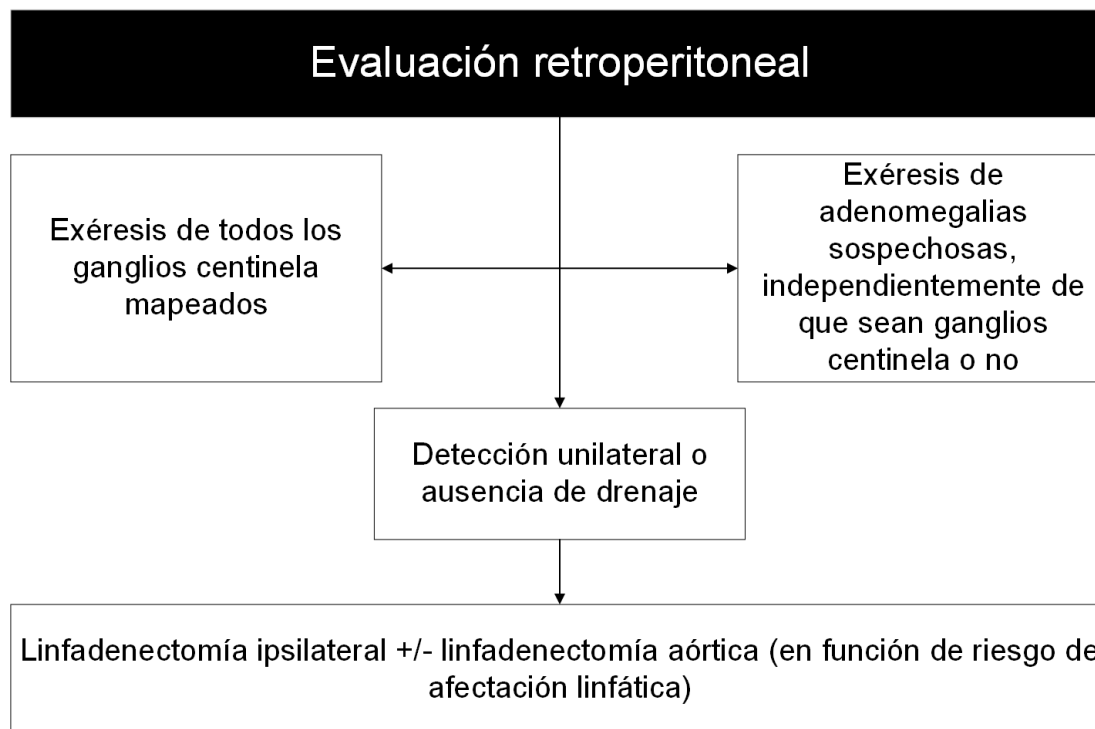 Evaluación retroperitoneal
Exéresis de todos los
ganglios centinela
mapeados
Exéresis de
adenomegalias
sospechosas,
independientemente de
que sean ganglios
centinela o no
Detección unilateral o
ausencia de drenaje
Linfadenectomía ipsilateral +/- linfadenectomía aórtica (en función de riesgo de
afectación linfática)